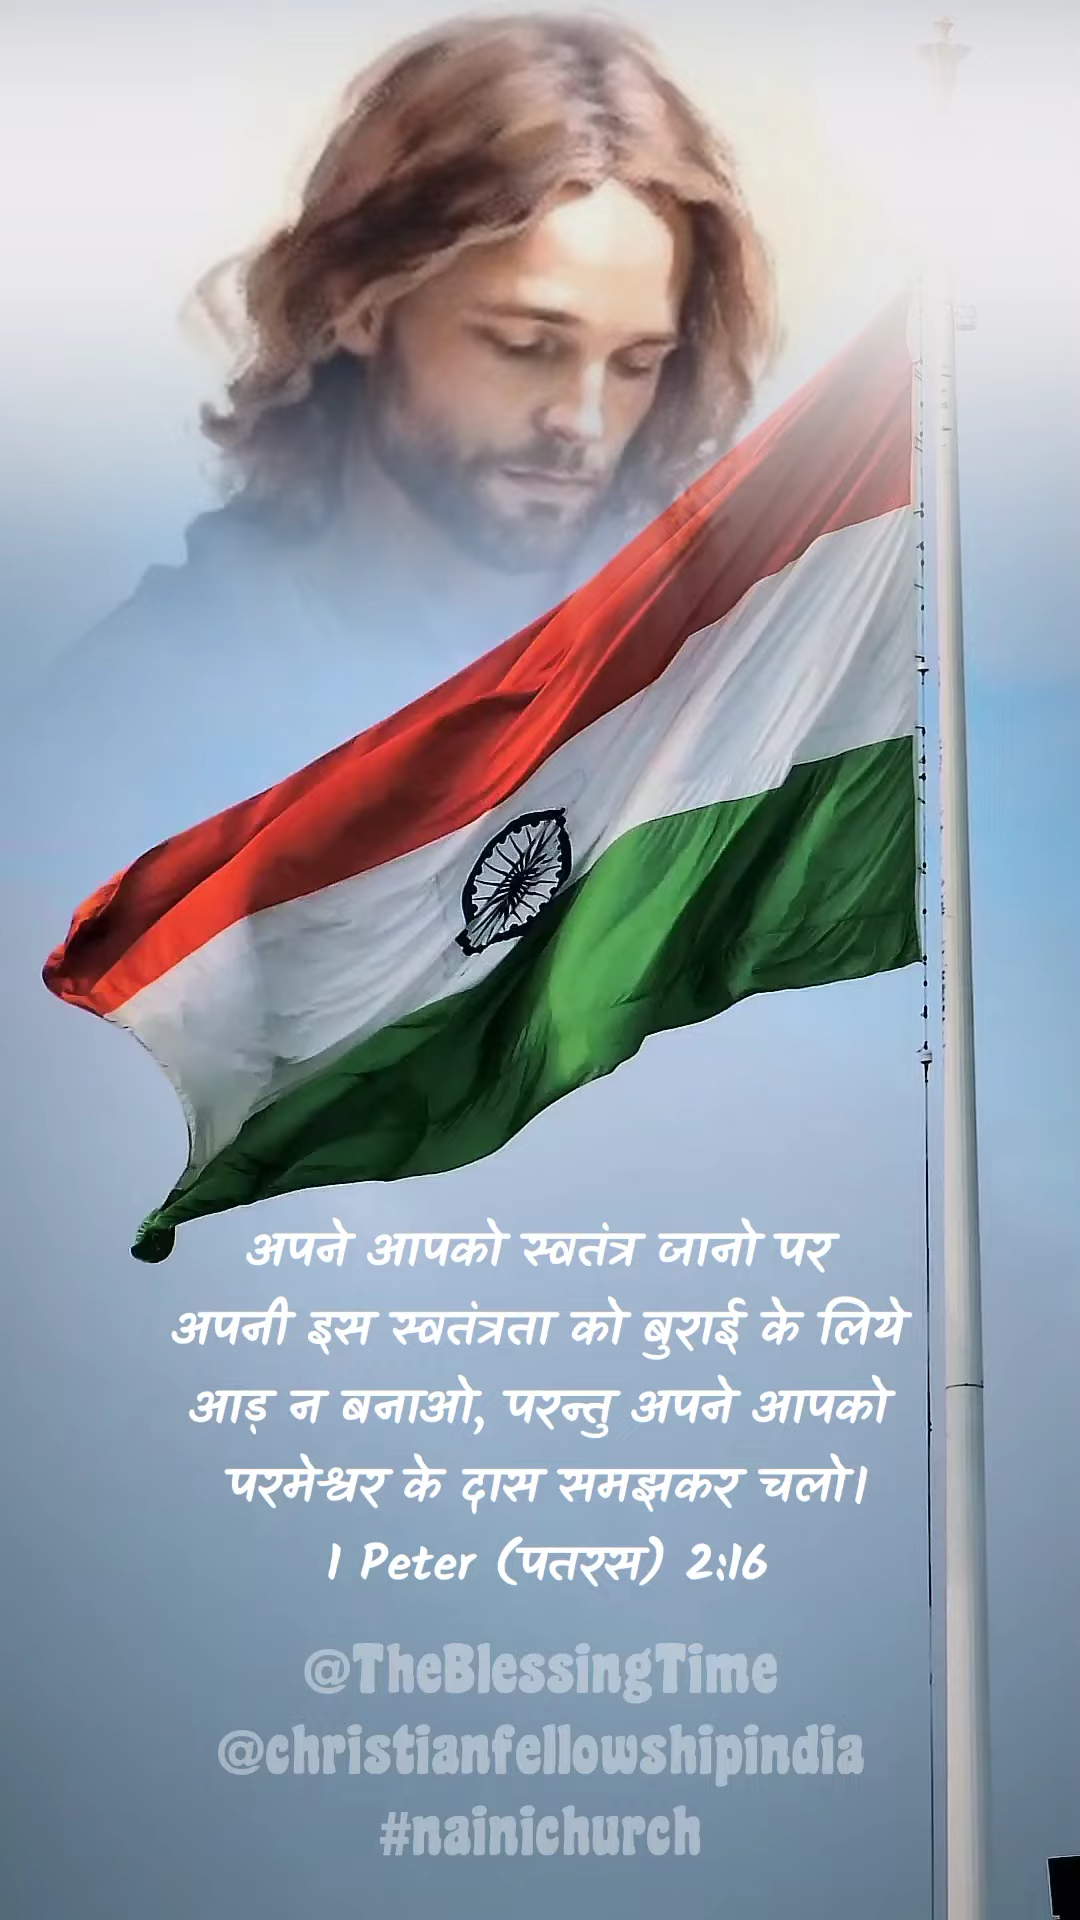 अपने आपको स्वतंत्र जानो पर
अपनी इस स्वतंत्रता को बुराई के लिये
आड़ न बनाओ, परन्तु अपने आपको
परमेश्वर के दास समझकर चलो।
1 Peter (पतरस) 2:16
@TheBlessingTime
@christianfellowshipindia
#nainichurch